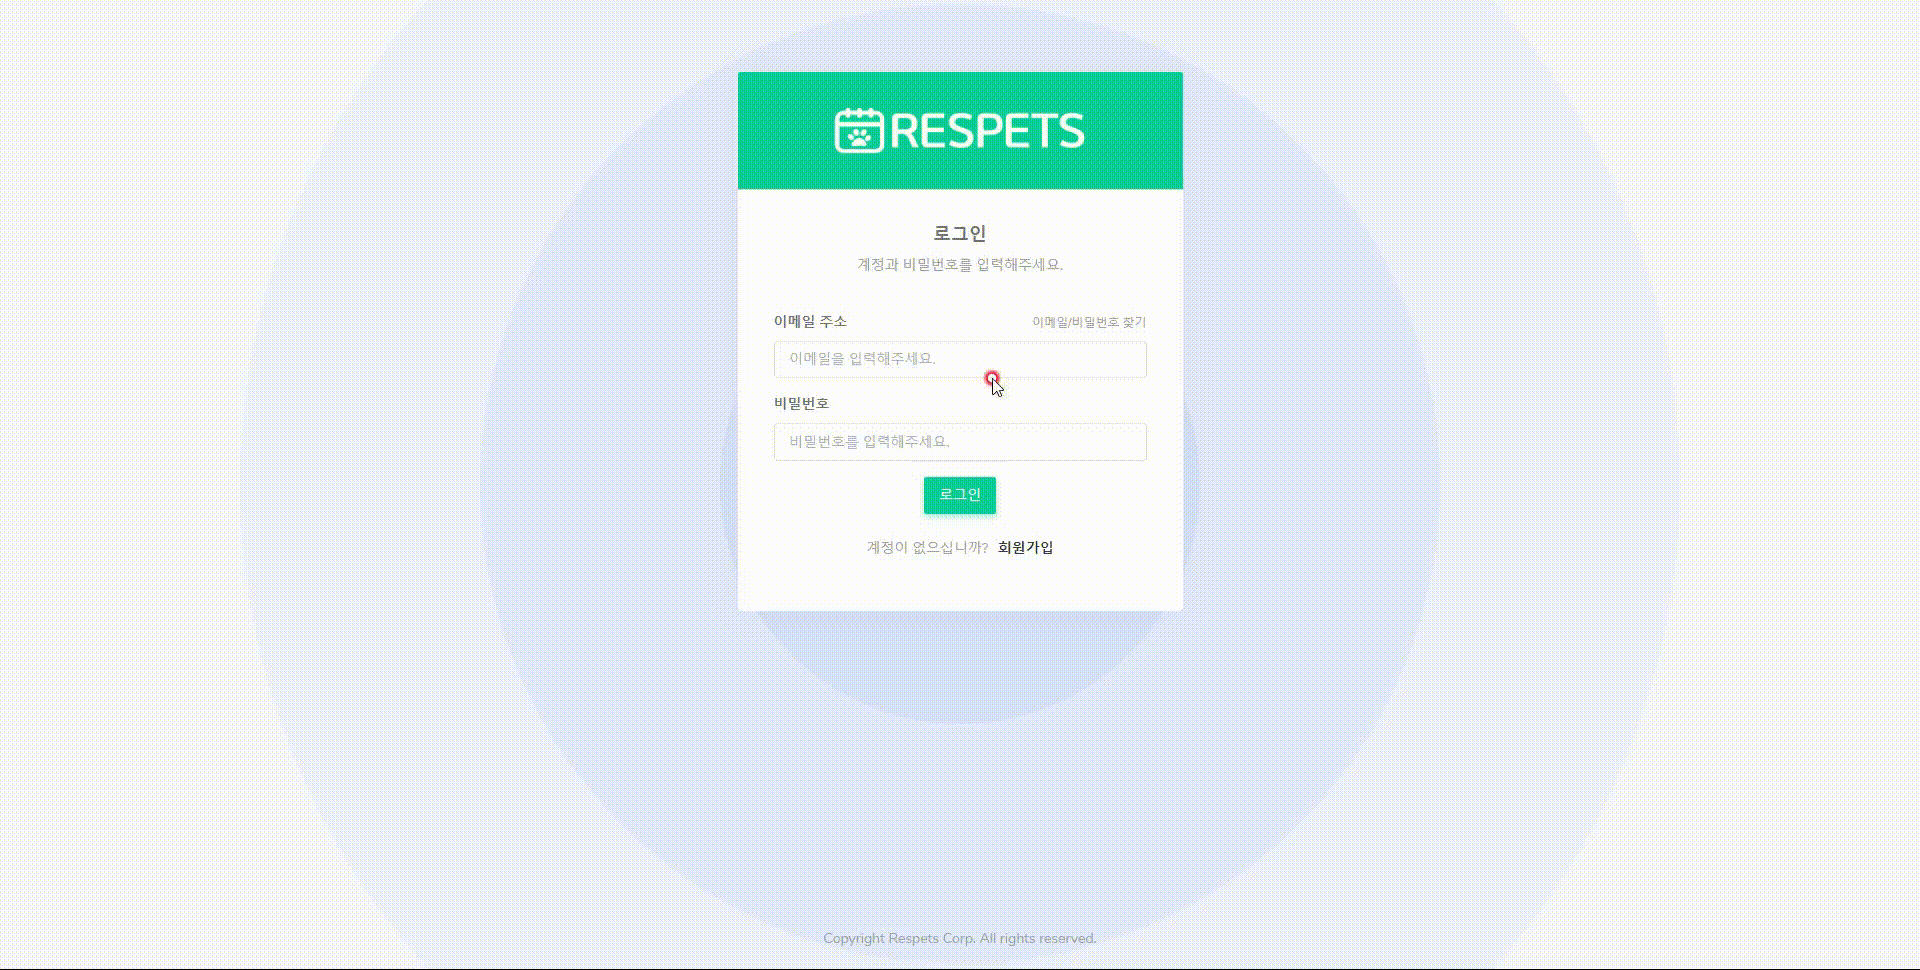 RESPETS
로그인
계정과 비밀번호를 입력해주세요.
이메일 주소 이메일/비밀번호 찾기
이메일을 입력해주세요.
비밀번호
비밀번호를 입력해주세요.
로그인
계정이 없으십니까? 회원가입
Copyright Respets Corp. All rights reserved.